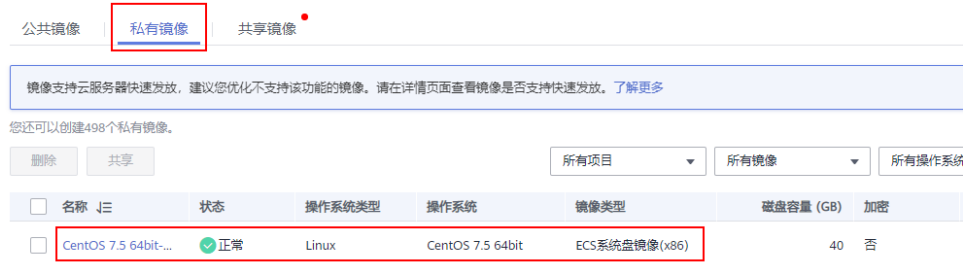 公共镜像 私有镜像 共享镜像
镜像支持云服务器快速发放，建议您优化不支持该功能的镜像。请在详情页面查看镜像是否支持快速发放。了解更多
您还可以创建498个私有镜像。
删除 共享 所有项目 所有镜像 所有操作系统
名称 状态 操作系统类型 操作系统 镜像类型 磁盘容量 (GB) 加密
CentOS 7.5 64bit-... 正常 Linux CentOS 7.5 64bit ECS系统盘镜像(x86) 40 否